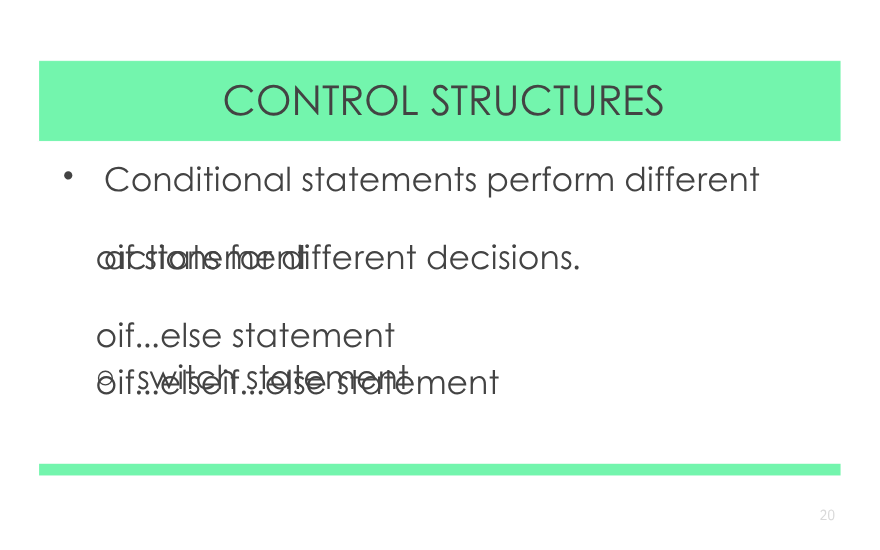 CONTROL STRUCTURES
• Conditional statements perform different
actions for different decisions.
oif statement
oif...else statement
oif...elseif...else statement
o switch statement
20